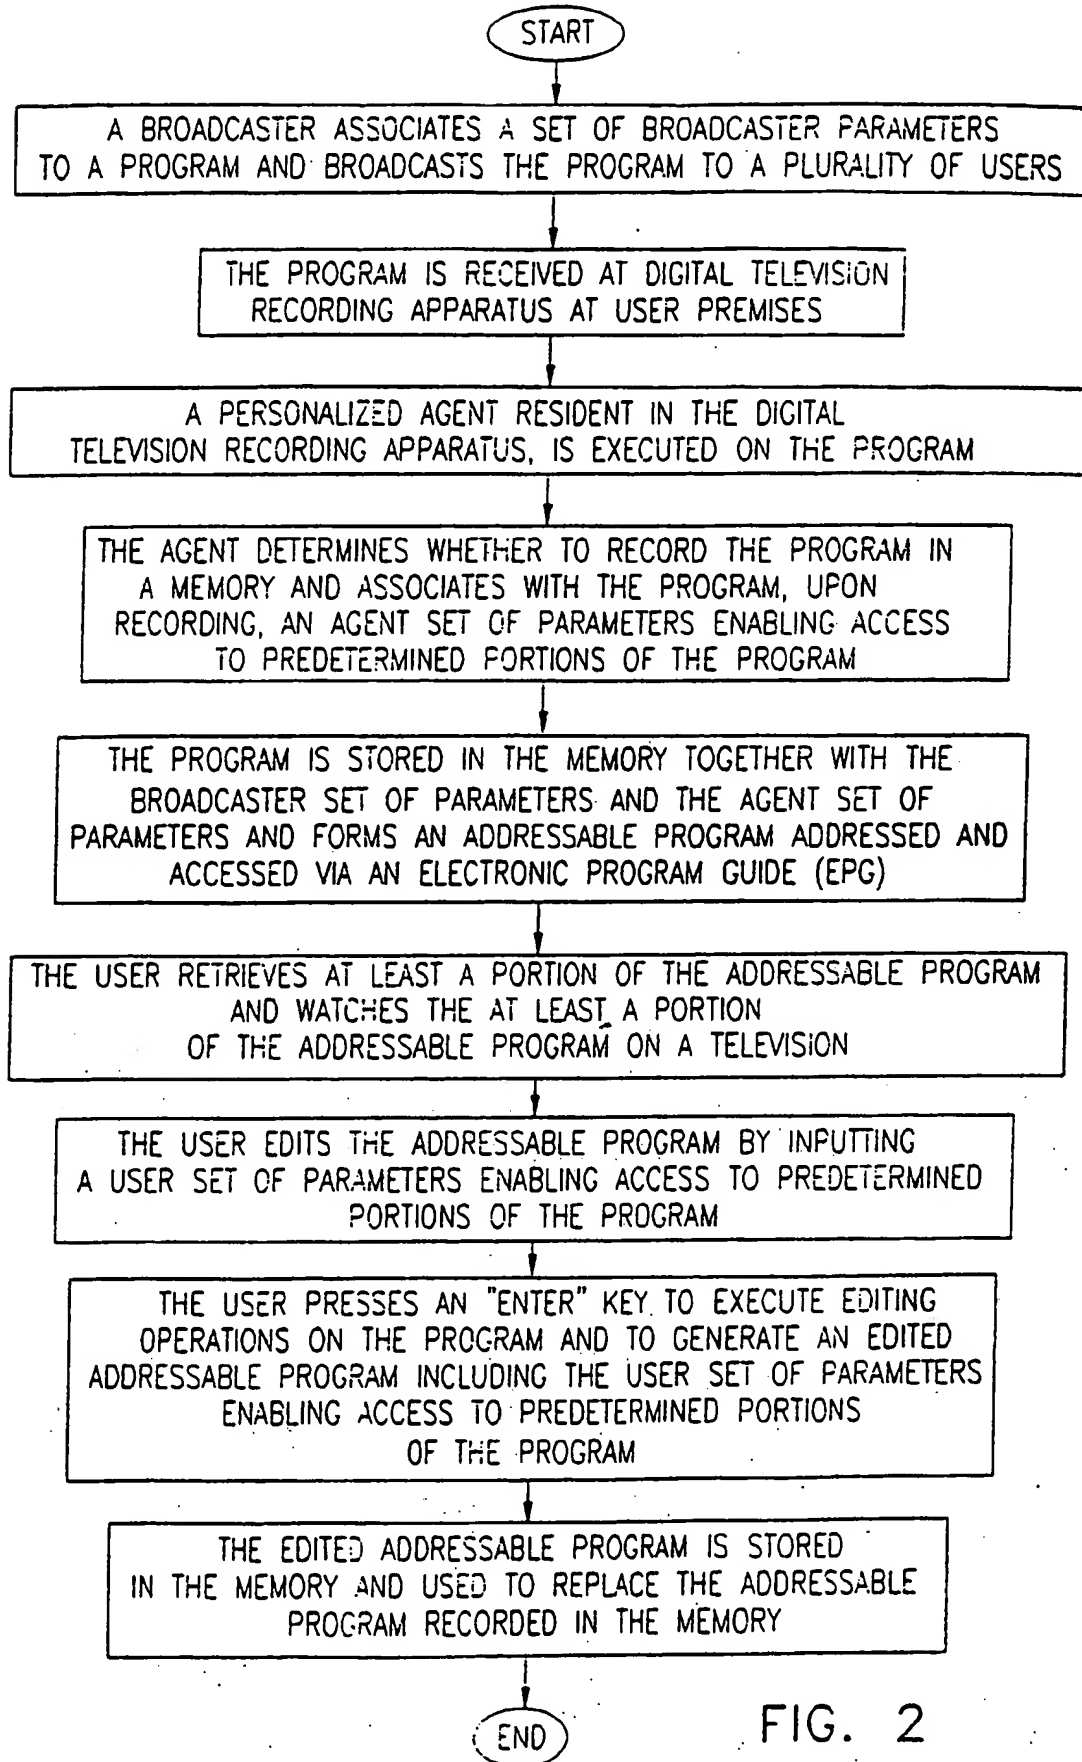 START
A BROADCASTER ASSOCIATES A SET OF BROADCASTER PARAMETERS
TO A PROGRAM AND BROADCASTS THE PROGRAM TO A PLURALITY OF USERS
THE PROGRAM IS RECEIVED AT DIGITAL TELEVISION
RECORDING APPARATUS AT USER PREMISES
A PERSONALIZED AGENT RESIDENT IN THE DIGITAL
TELEVISION RECORDING APPARATUS, IS EXECUTED ON THE PROGRAM
THE AGENT DETERMINES WHETHER TO RECORD THE PROGRAM IN
A MEMORY AND ASSOCIATES WITH THE PROGRAM, UPON
RECORDING, AN AGENT SET OF PARAMETERS ENABLING ACCESS
TO PREDETERMINED PORTIONS OF THE PROGRAM
THE PROGRAM IS STORED IN THE MEMORY TOGETHER WITH THE
BROADCASTER SET OF PARAMETERS AND THE AGENT SET OF
PARAMETERS AND FORMS AN ADDRESSABLE PROGRAM ADDRESSED AND
ACCESSED VIA AN ELECTRONIC PROGRAM GUIDE (EPG)
THE USER RETRIEVES AT LEAST A PORTION OF THE ADDRESSABLE PROGRAM
AND WATCHES THE AT LEAST A PORTION
OF THE ADDRESSABLE PROGRAM ON A TELEVISION
THE USER EDITS THE ADDRESSABLE PROGRAM BY INPUTTING
A USER SET OF PARAMETERS ENABLING ACCESS TO PREDETERMINED
PORTIONS OF THE PROGRAM
THE USER PRESSES AN "ENTER" KEY TO EXECUTE EDITING
OPERATIONS ON THE PROGRAM AND TO GENERATE AN EDITED
ADDRESSABLE PROGRAM INCLUDING THE USER SET OF PARAMETERS
ENABLING ACCESS TO PREDETERMINED PORTIONS
OF THE PROGRAM
THE EDITED ADDRESSABLE PROGRAM IS STORED
IN THE MEMORY AND USED TO REPLACE THE ADDRESSABLE
PROGRAM RECORDED IN THE MEMORY
END
FIG. 2